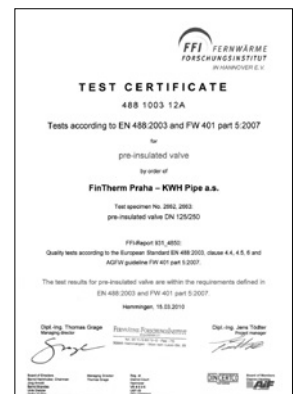 FFI FERNWÄRME
FORSCHUNGSINSTITUT
IN HANNOVER E.V.
TEST CERTIFICATE
488 1003 12A
Tests according to EN 488:2003 and FW 401 part 5:2007
for
pre-insulated valve
by order of
FinTherm Praha – KWH Pipe a.s.
Test specimen No. 2862, 2863:
pre-insulated valve DN 125/250
FFI-Report 831_4850:
Quality tests according to the European Standard EN 488:2003, clause 4.4, 4.5, 6 and
AGFW guideline FW 401 part 5:2007.
The test results for pre-insulated valve are within the requirements defined in
EN 488:2003 and FW 401 part 5:2007.
Hemmingen, 15.03.2010
Dipl.-Ing. Thomas Grage
Managing director
Dipl.-Ing. Jens Tödter
Project manager